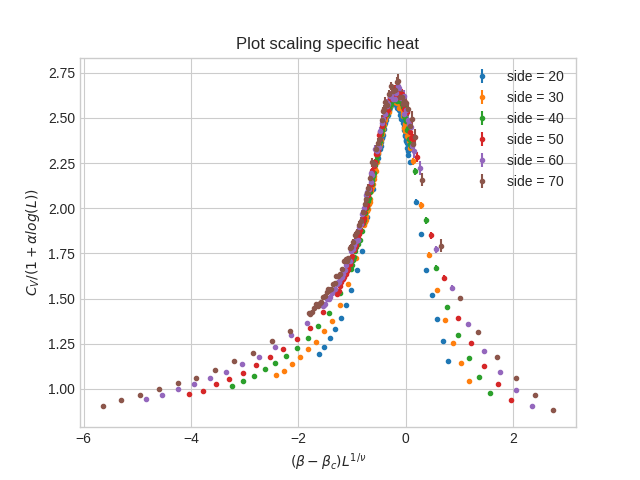 Plot scaling specific heat
C_V/(1 + αlog(L))
2.75
2.50
2.25
2.00
1.75
1.50
1.25
1.00
side = 20
side = 30
side = 40
side = 50
side = 60
side = 70
−6 −4 −2 0 2
(β − β_c)L^{1/ν}